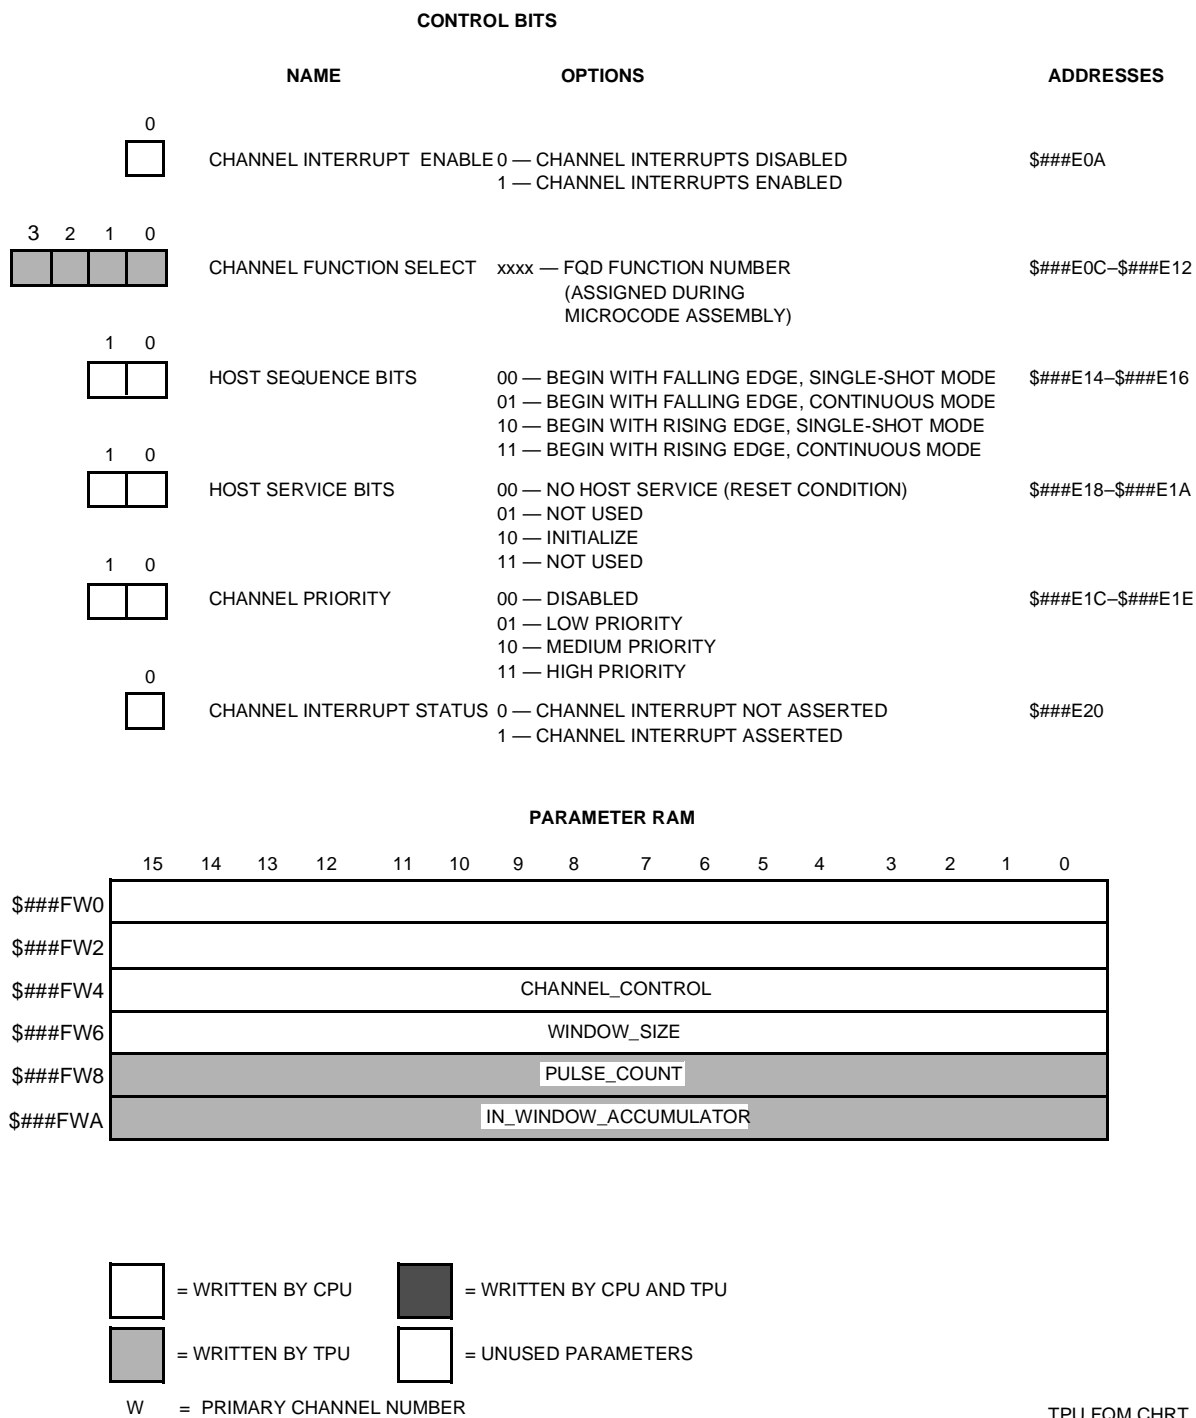 CONTROL BITS
NAME OPTIONS ADDRESSES
0
CHANNEL INTERRUPT ENABLE 0 — CHANNEL INTERRUPTS DISABLED $###E0A
1 — CHANNEL INTERRUPTS ENABLED
3 2 1 0
CHANNEL FUNCTION SELECT xxxx — FQD FUNCTION NUMBER $###E0C–$###E12
(ASSIGNED DURING
MICROCODE ASSEMBLY)
1 0
HOST SEQUENCE BITS 00 — BEGIN WITH FALLING EDGE, SINGLE-SHOT MODE $###E14–$###E16
01 — BEGIN WITH FALLING EDGE, CONTINUOUS MODE
10 — BEGIN WITH RISING EDGE, SINGLE-SHOT MODE
11 — BEGIN WITH RISING EDGE, CONTINUOUS MODE
1 0
HOST SERVICE BITS 00 — NO HOST SERVICE (RESET CONDITION) $###E18–$###E1A
01 — NOT USED
10 — INITIALIZE
11 — NOT USED
1 0
CHANNEL PRIORITY 00 — DISABLED $###E1C–$###E1E
01 — LOW PRIORITY
10 — MEDIUM PRIORITY
11 — HIGH PRIORITY
0
CHANNEL INTERRUPT STATUS 0 — CHANNEL INTERRUPT NOT ASSERTED $###E20
1 — CHANNEL INTERRUPT ASSERTED
PARAMETER RAM
15 14 13 12 11 10 9 8 7 6 5 4 3 2 1 0
$###FW0
$###FW2
$###FW4 CHANNEL_CONTROL
$###FW6 WINDOW_SIZE
$###FW8 PULSE_COUNT
$###FWA IN_WINDOW_ACCUMULATOR
= WRITTEN BY CPU = WRITTEN BY CPU AND TPU
= WRITTEN BY TPU = UNUSED PARAMETERS
W = PRIMARY CHANNEL NUMBER
TPU FQM CHRT